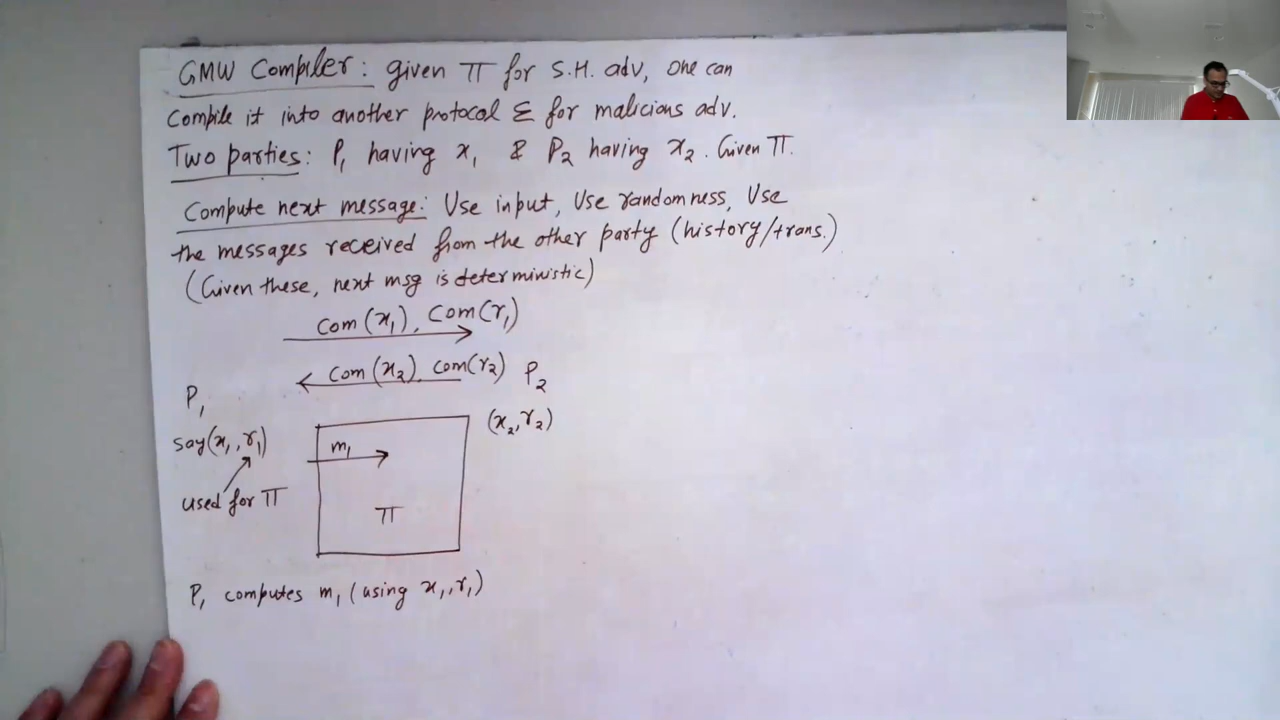 GMW Compiler: given Π for S.H. adv, one can
Compile it into another protocol Σ for malicious adv.
Two parties: P₁ having x₁ & P₂ having x₂. Given Π.
Compute next message: Use input, Use randomness, Use
the messages received from the other party (history/trans.)
(Given these, next msg is deterministic)
Com(x₁), Com(r₁)
Com(x₂), com(r₂)
P₂
P₁
(x₂, r₂)
say(x₁, r₁)
m₁
used for Π
Π
P₁ computes m₁ (using x₁, r₁)